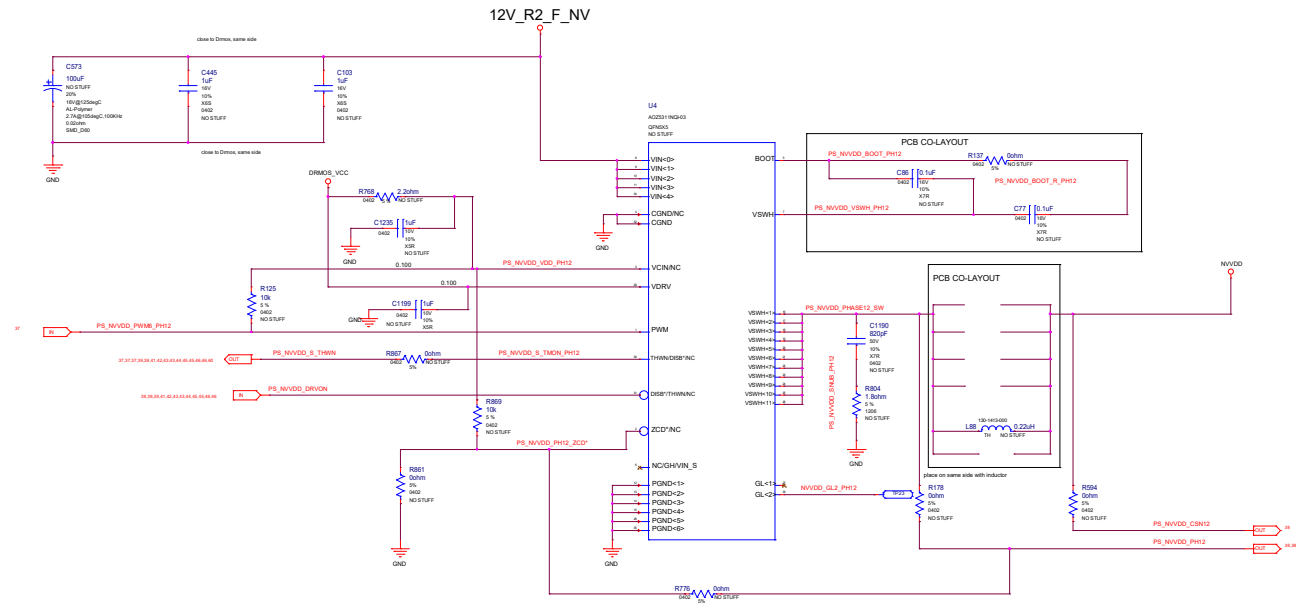 12V_R2_F_NV
close to Drmos, same side
C573
100uF
NO STUFF
20%
16V@125degC
AL-Polymer
2.7A@105degC,100KHz
0.02ohm
SMD_D60
C445
1uF
16V
10%
X6S
0402
NO STUFF
C103
1uF
16V
10%
X6S
0402
NO STUFF
close to Drmos, same side
GND
U4
AOZ5311NQI-03
QFN5X5
NO STUFF
VIN<0>
VIN<1>
VIN<2>
VIN<3>
VIN<4>
CGND/NC
CGND
GND
VCIN/NC
VDRV
PWM
THWN/DISB*/NC
DISB*/THWN/NC
ZCD*/NC
NC/GH/VIN_S
PGND<1>
PGND<2>
PGND<3>
PGND<4>
PGND<5>
PGND<6>
GND
BOOT
VSWH
VSWH<1>
VSWH<2>
VSWH<3>
VSWH<4>
VSWH<5>
VSWH<6>
VSWH<7>
VSWH<8>
VSWH<9>
VSWH<10>
VSWH<11>
GL<1>
GL<2>
DRMOS_VCC
R768
2.2ohm
0402
5 %
NO STUFF
C1235
1uF
0402
10V
10%
X5R
NO STUFF
GND
0.100
PS_NVVDD_VDD_PH12
0.100
R125
10k
5 %
0402
NO STUFF
C1199
1uF
0402
10V
10%
NO STUFF
X5R
GND
37
IN
PS_NVVDD_PWM6_PH12
OUT
PS_NVVDD_S_THWN
R867
0ohm
0402
NO STUFF
5%
PS_NVVDD_S_TMON_PH12
IN
PS_NVVDD_DRVON
R869
10k
5 %
0402
NO STUFF
PS_NVVDD_PH12_ZCD*
R861
0ohm
5%
0402
NO STUFF
GND
PCB CO-LAYOUT
PS_NVVDD_BOOT_PH12
R137
0ohm
0402
5%
NO STUFF
C86
0.1uF
0402
16V
10%
X7R
NO STUFF
PS_NVVDD_BOOT_R_PH12
PS_NVVDD_VSWH_PH12
C77
0.1uF
0402
16V
10%
X7R
NO STUFF
PS_NVVDD_PHASE12_SW
C1190
820pF
50V
10%
X7R
0402
NO STUFF
PS_NVVDD_SNUB_PH12
R804
1.8ohm
5 %
1206
NO STUFF
GND
PCB CO-LAYOUT
130-1413-000
L88
0.22uH
TH
NO STUFF
place on same side with inductor
NVVDD
NVVDD_GL2_PH12
TP23
R178
0ohm
5%
0402
NO STUFF
R594
0ohm
5%
0402
NO STUFF
PS_NVVDD_CSN12
OUT
38
PS_NVVDD_PH12
OUT
R776
0ohm
0402
NO STUFF
5%